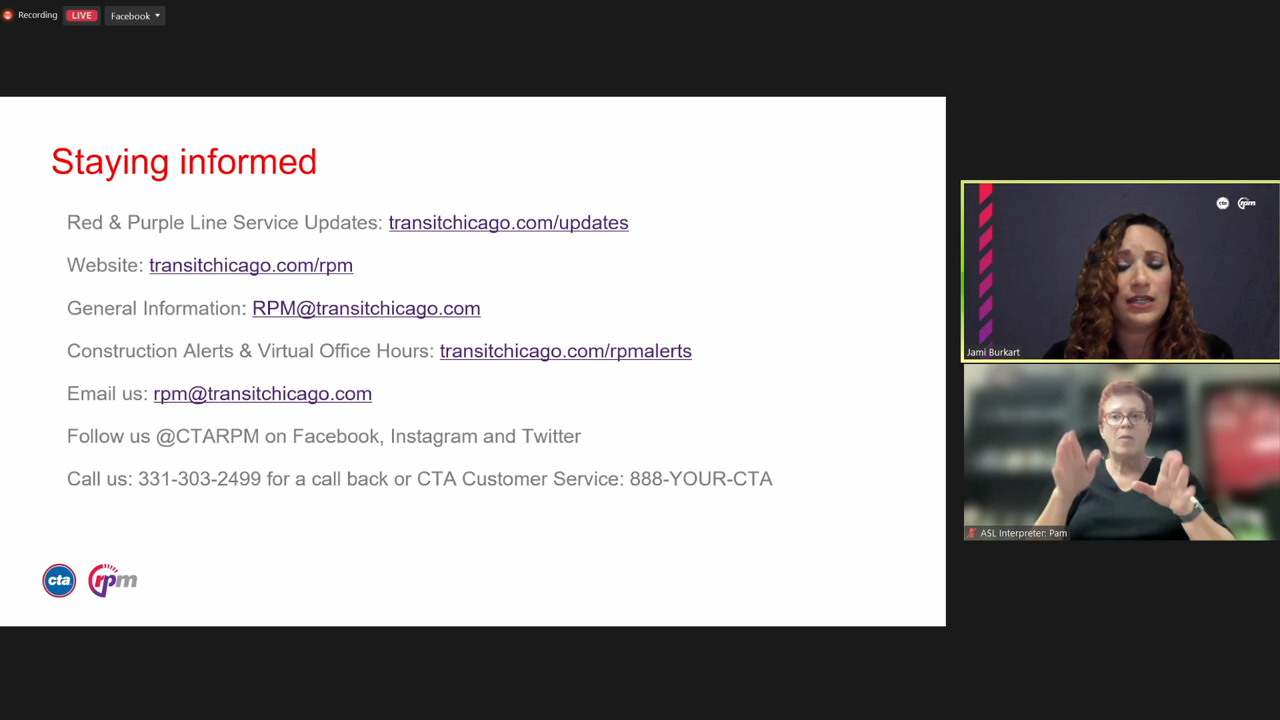 Recording
LIVE
Facebook
Staying informed
Red & Purple Line Service Updates: transitchicago.com/updates
Website: transitchicago.com/rpm
General Information: RPM@transitchicago.com
Construction Alerts & Virtual Office Hours: transitchicago.com/rpmalerts
Email us: rpm@transitchicago.com
Follow us @CTARPM on Facebook, Instagram and Twitter
Call us: 331-303-2499 for a call back or CTA Customer Service: 888-YOUR-CTA
cta rpm
cta rpm
Jami Burkart
ASL Interpreter: Pam